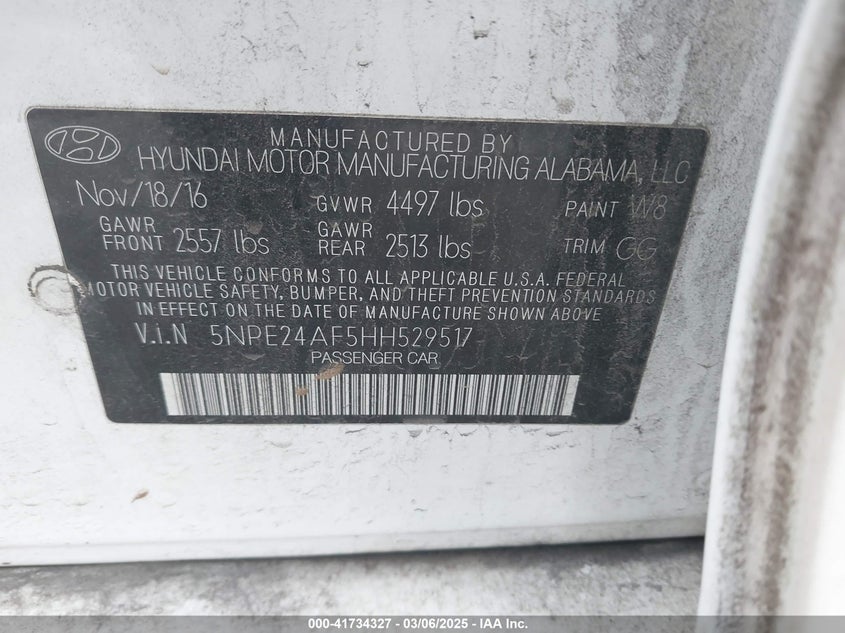 MANUFACTURED BY
HYUNDAI MOTOR MANUFACTURING ALABAMA, LLC
Nov/18/16 GVWR 4497 lbs PAINT W8
GAWR FRONT 2557 lbs GAWR REAR 2513 lbs TRIM GG
THIS VEHICLE CONFORMS TO ALL APPLICABLE U.S.A. FEDERAL
MOTOR VEHICLE SAFETY, BUMPER, AND THEFT PREVENTION STANDARDS
IN EFFECT ON THE DATE OF MANUFACTURE SHOWN ABOVE.
V.i.N 5NPE24AF5HH529517
PASSENGER CAR
000-41734327 - 03/06/2025 - IAA Inc.